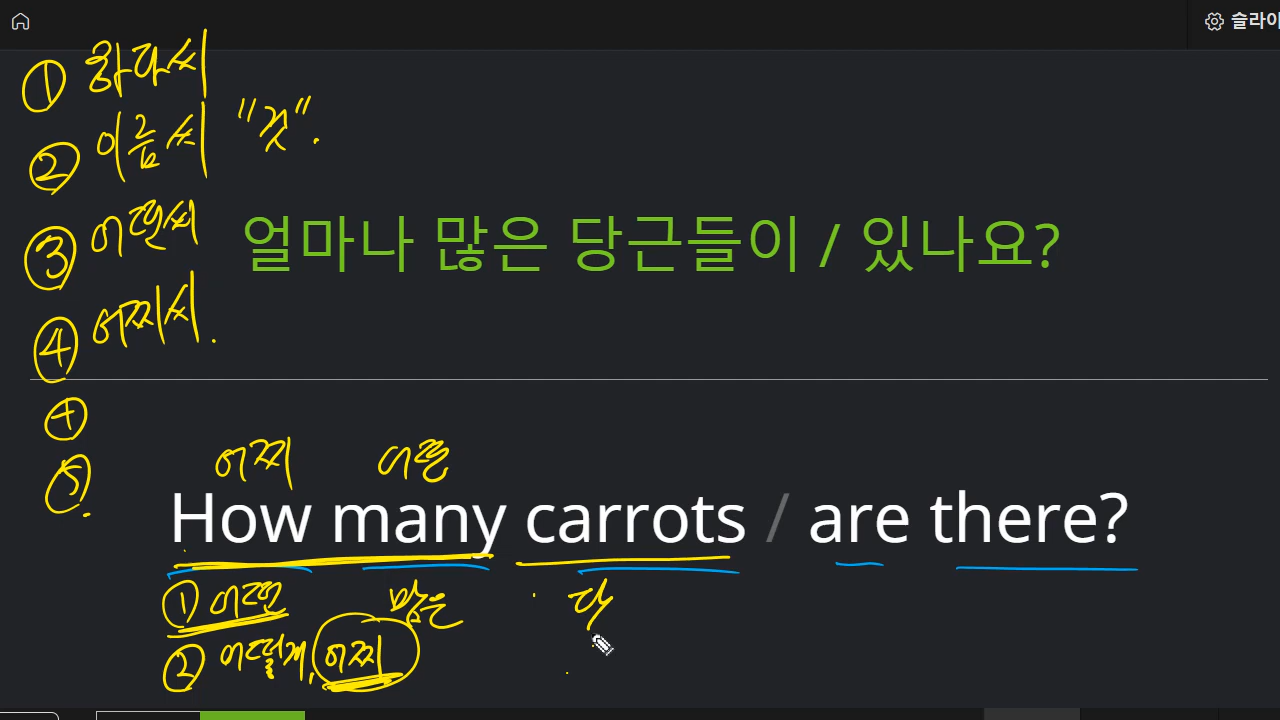 슬라이
① 하다씨
② 이름씨 "것".
③ 어떤씨
④ 어찌씨.
얼마나 많은 당근들이 / 있나요?
④
⑤.
어찌 어떤
How many carrots / are there?
① 어떤 많은 다
② 어떻게, 어찌